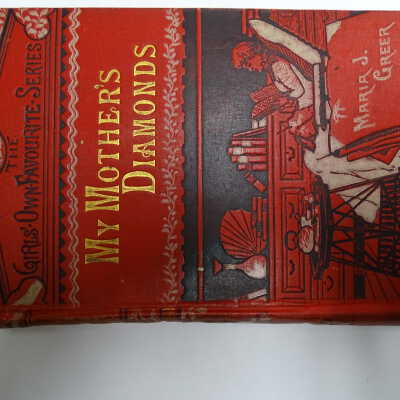 THE
GIRLS' OWN FAVOURITE SERIES
MY MOTHER'S
DIAMONDS
MARIA J.
GREER